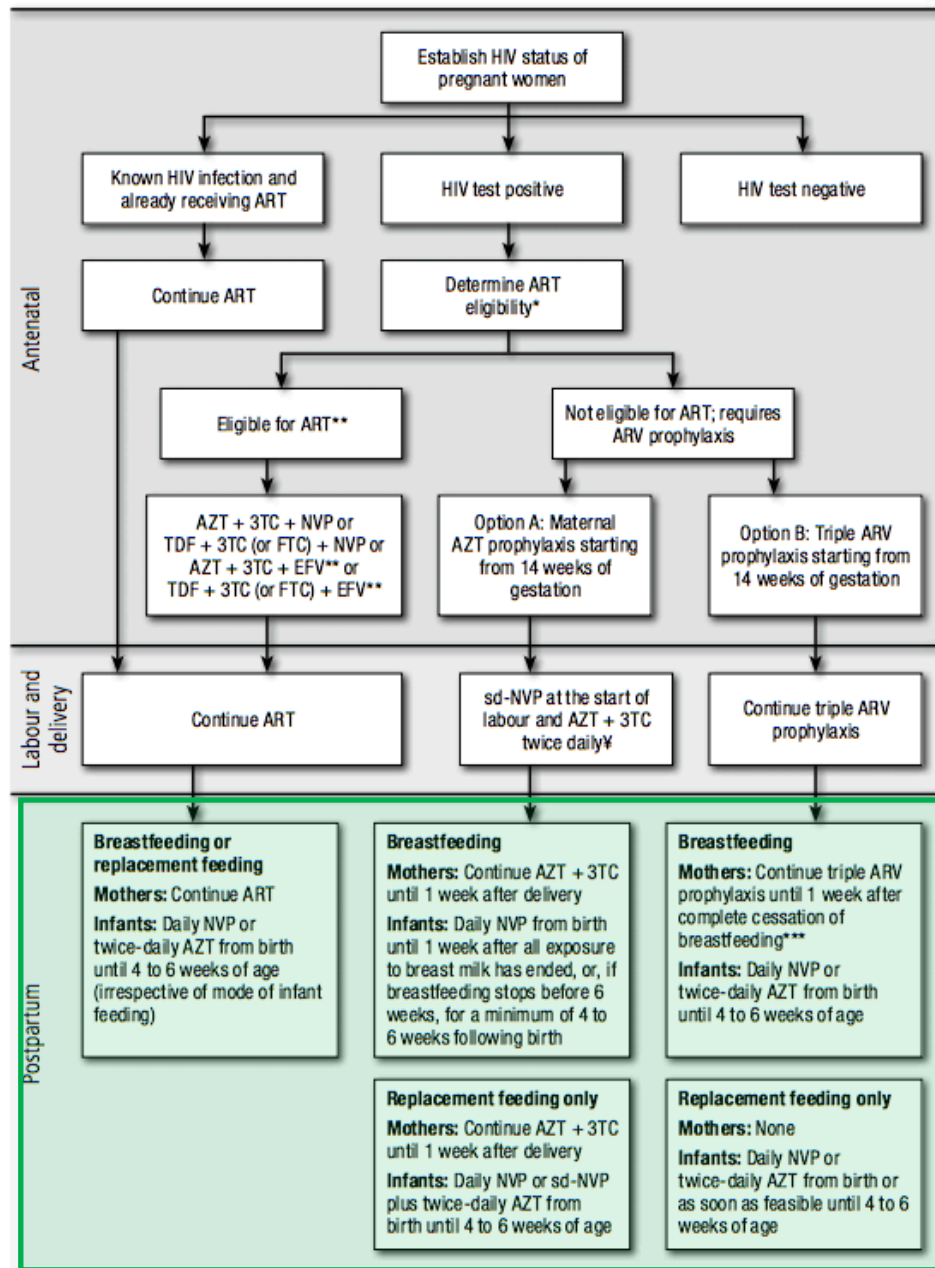 Establish HIV status of
pregnant women
Known HIV infection and
already receiving ART
HIV test positive
HIV test negative
Continue ART
Determine ART
eligibility*
Antenatal
Eligible for ART**
Not eligible for ART; requires
ARV prophylaxis
AZT + 3TC + NVP or
TDF + 3TC (or FTC) + NVP or
AZT + 3TC + EFV** or
TDF + 3TC (or FTC) + EFV**
Option A: Maternal
AZT prophylaxis starting
from 14 weeks of
gestation
Option B: Triple ARV
prophylaxis starting from
14 weeks of gestation
Labour and
delivery
Continue ART
sd-NVP at the start of
labour and AZT + 3TC
twice daily¥
Continue triple ARV
prophylaxis
Postpartum
Breastfeeding or
replacement feeding
Mothers: Continue ART
Infants: Daily NVP or
twice-daily AZT from birth
until 4 to 6 weeks of age
(irrespective of mode of infant
feeding)
Breastfeeding
Mothers: Continue AZT + 3TC
until 1 week after delivery
Infants: Daily NVP from birth
until 1 week after all exposure
to breast milk has ended, or, if
breastfeeding stops before 6
weeks, for a minimum of 4 to
6 weeks following birth
Breastfeeding
Mothers: Continue triple ARV
prophylaxis until 1 week after
complete cessation of
breastfeeding***
Infants: Daily NVP or
twice-daily AZT from birth
until 4 to 6 weeks of age
Replacement feeding only
Mothers: Continue AZT + 3TC
until 1 week after delivery
Infants: Daily NVP or sd-NVP
plus twice-daily AZT from
birth until 4 to 6 weeks of age
Replacement feeding only
Mothers: None
Infants: Daily NVP or
twice-daily AZT from birth or
as soon as feasible until 4 to 6
weeks of age